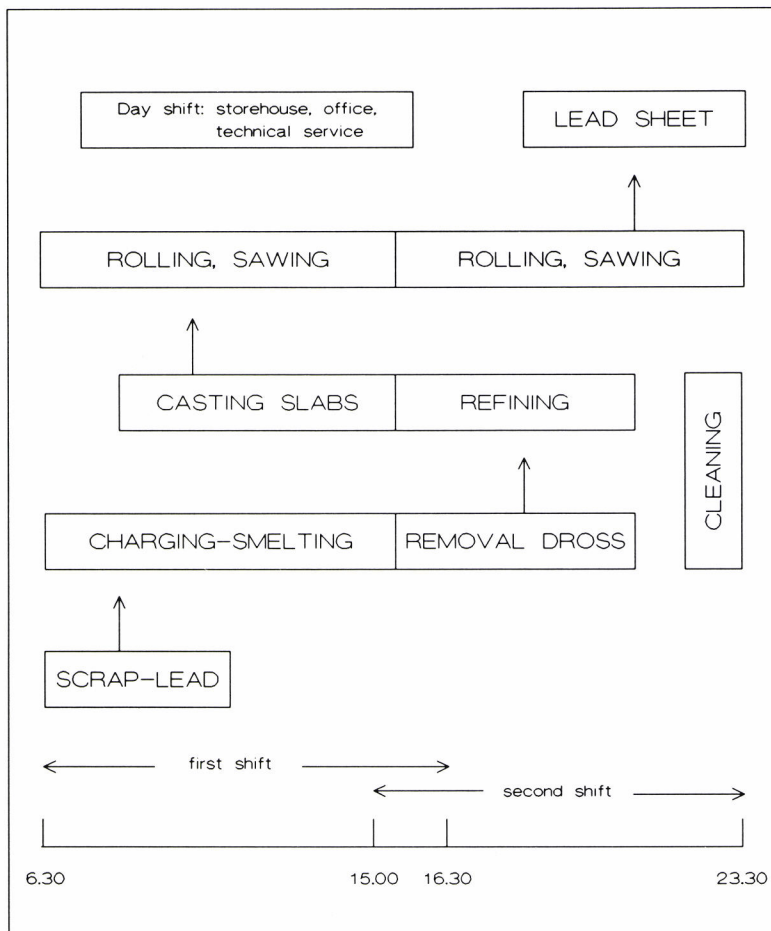 Day shift: storehouse, office,
technical service
LEAD SHEET
ROLLING, SAWING
ROLLING, SAWING
CASTING SLABS
REFINING
CLEANING
CHARGING-SMELTING
REMOVAL DROSS
SCRAP-LEAD
first shift
second shift
6.30
15.00
16.30
23.30